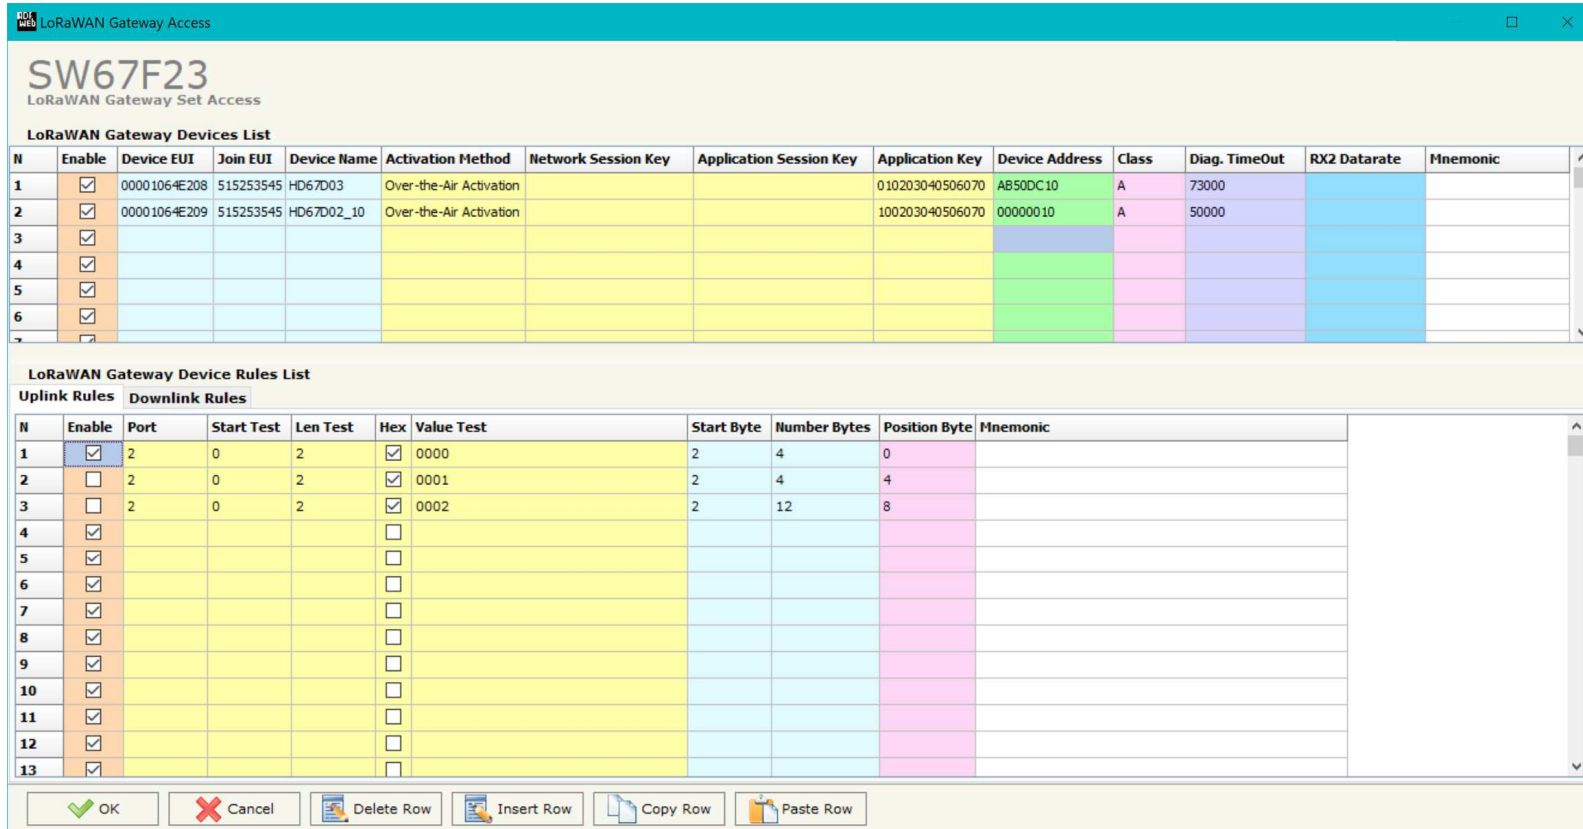 ADF WEB LoRaWAN Gateway Access
SW67F23
LoRaWAN Gateway Set Access
LoRaWAN Gateway Devices List
N Enable Device EUI Join EUI Device Name Activation Method Network Session Key Application Session Key Application Key Device Address Class Diag. TimeOut RX2 Datarate Mnemonic
1 00001064E208 515253545 HD67D03 Over-the-Air Activation 010203040506070 AB50DC10 A 73000
2 00001064E209 515253545 HD67D02_10 Over-the-Air Activation 100203040506070 00000010 A 50000
3
4
5
6
7
LoRaWAN Gateway Device Rules List
Uplink Rules Downlink Rules
N Enable Port Start Test Len Test Hex Value Test Start Byte Number Bytes Position Byte Mnemonic
1 2 0 2 0000 2 4 0
2 2 0 2 0001 2 4 4
3 2 0 2 0002 2 12 8
4
5
6
7
8
9
10
11
12
13
OK Cancel Delete Row Insert Row Copy Row Paste Row